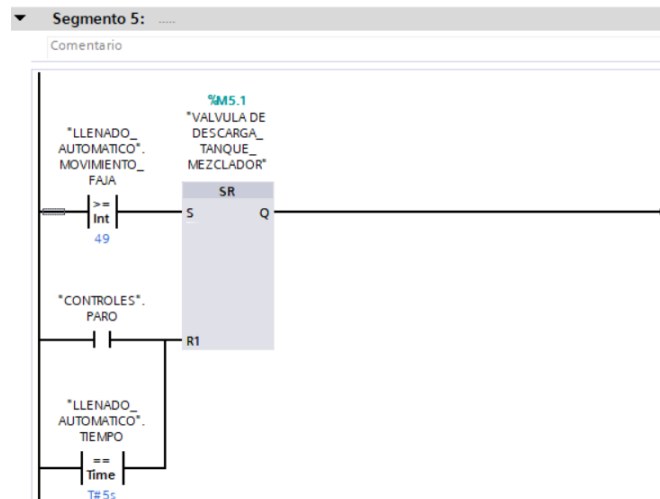 Segmento 5: .....
Comentario
%M5.1
"VALVULA DE
DESCARGA_
TANQUE_
MEZCLADOR"
"LLENADO_
AUTOMATICO".
MOVIMIENTO_
FAJA
>=
Int
49
SR
S
Q
"CONTROLES".
PARO
R1
"LLENADO_
AUTOMATICO".
TIEMPO
==
Time
T#5s